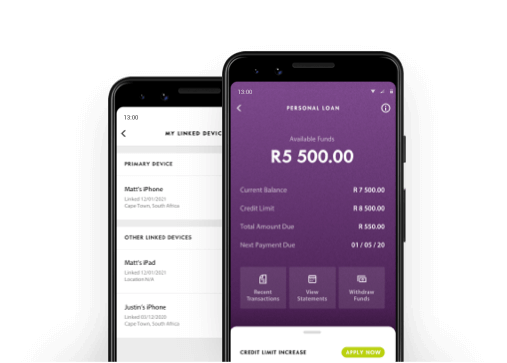 13:00
MY LINKED DEVIC
PRIMARY DEVICE
Matt's iPhone
Linked 12/01/2021
Cape Town, South Africa
OTHER LINKED DEVICES
Matt's iPad
Linked 12/01/2021
Location N/A
Justin's iPhone
Linked 03/12/2020
Cape Town, South Africa
13:00
PERSONAL LOAN
Available Funds
R5 500.00
Current Balance R 7 500.00
Credit Limit R 8 500.00
Total Amount Due R 550.00
Next Payment Due 01 / 05 / 20
Recent
Transactions
View
Statements
Withdraw
Funds
CREDIT LIMIT INCREASE APPLY NOW